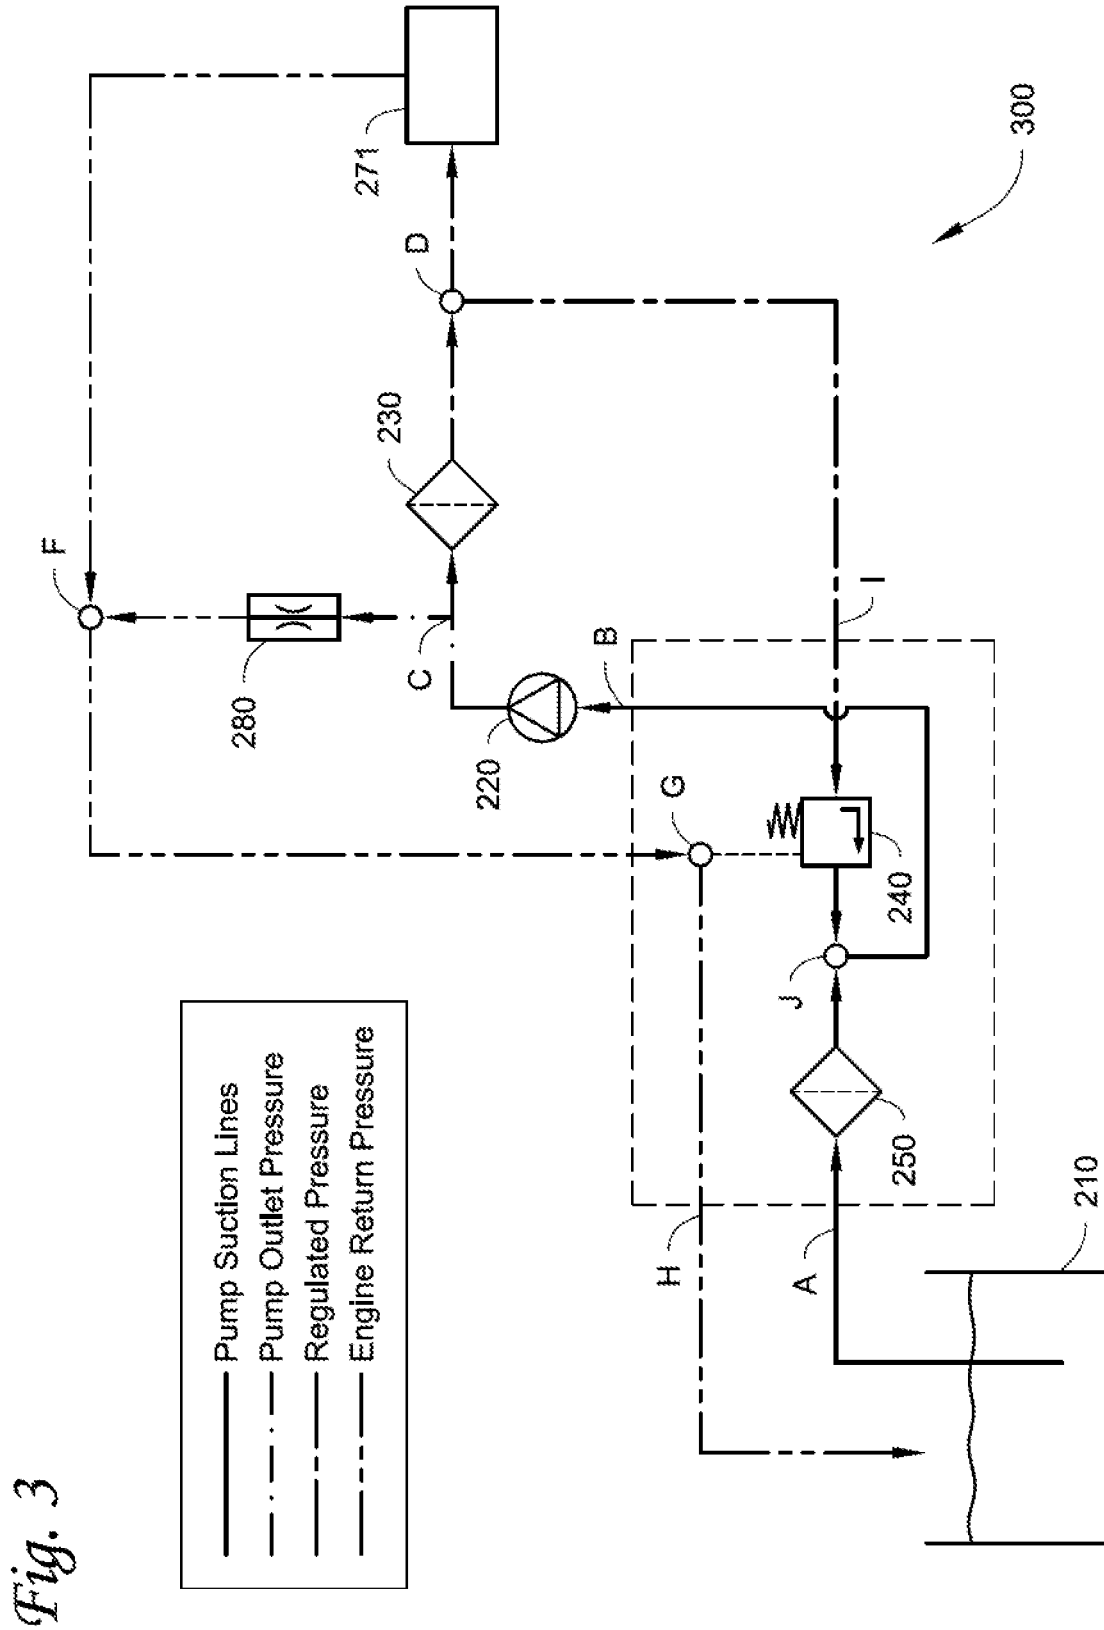 Fig. 3
Pump Suction Lines
Pump Outlet Pressure
Regulated Pressure
Engine Return Pressure
F
271
D
230
C
280
220
B
I
G
240
J
250
H
A
210
300